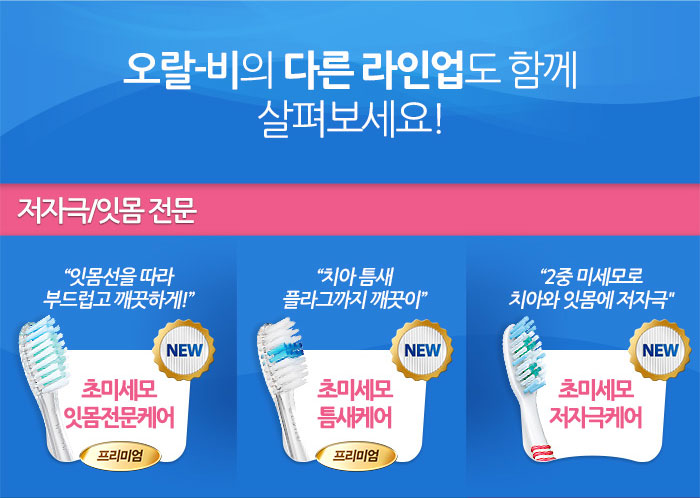 오랄-비의 다른 라인업도 함께
살펴보세요!
저자극/잇몸 전문
“잇몸선을 따라
부드럽고 깨끗하게!”
NEW
초미세모
잇몸전문케어
프리미엄
“치아 틈새
플라그까지 깨끗이”
NEW
초미세모
틈새케어
프리미엄
“2중 미세모로
치아와 잇몸에 저자극"
NEW
초미세모
저자극케어